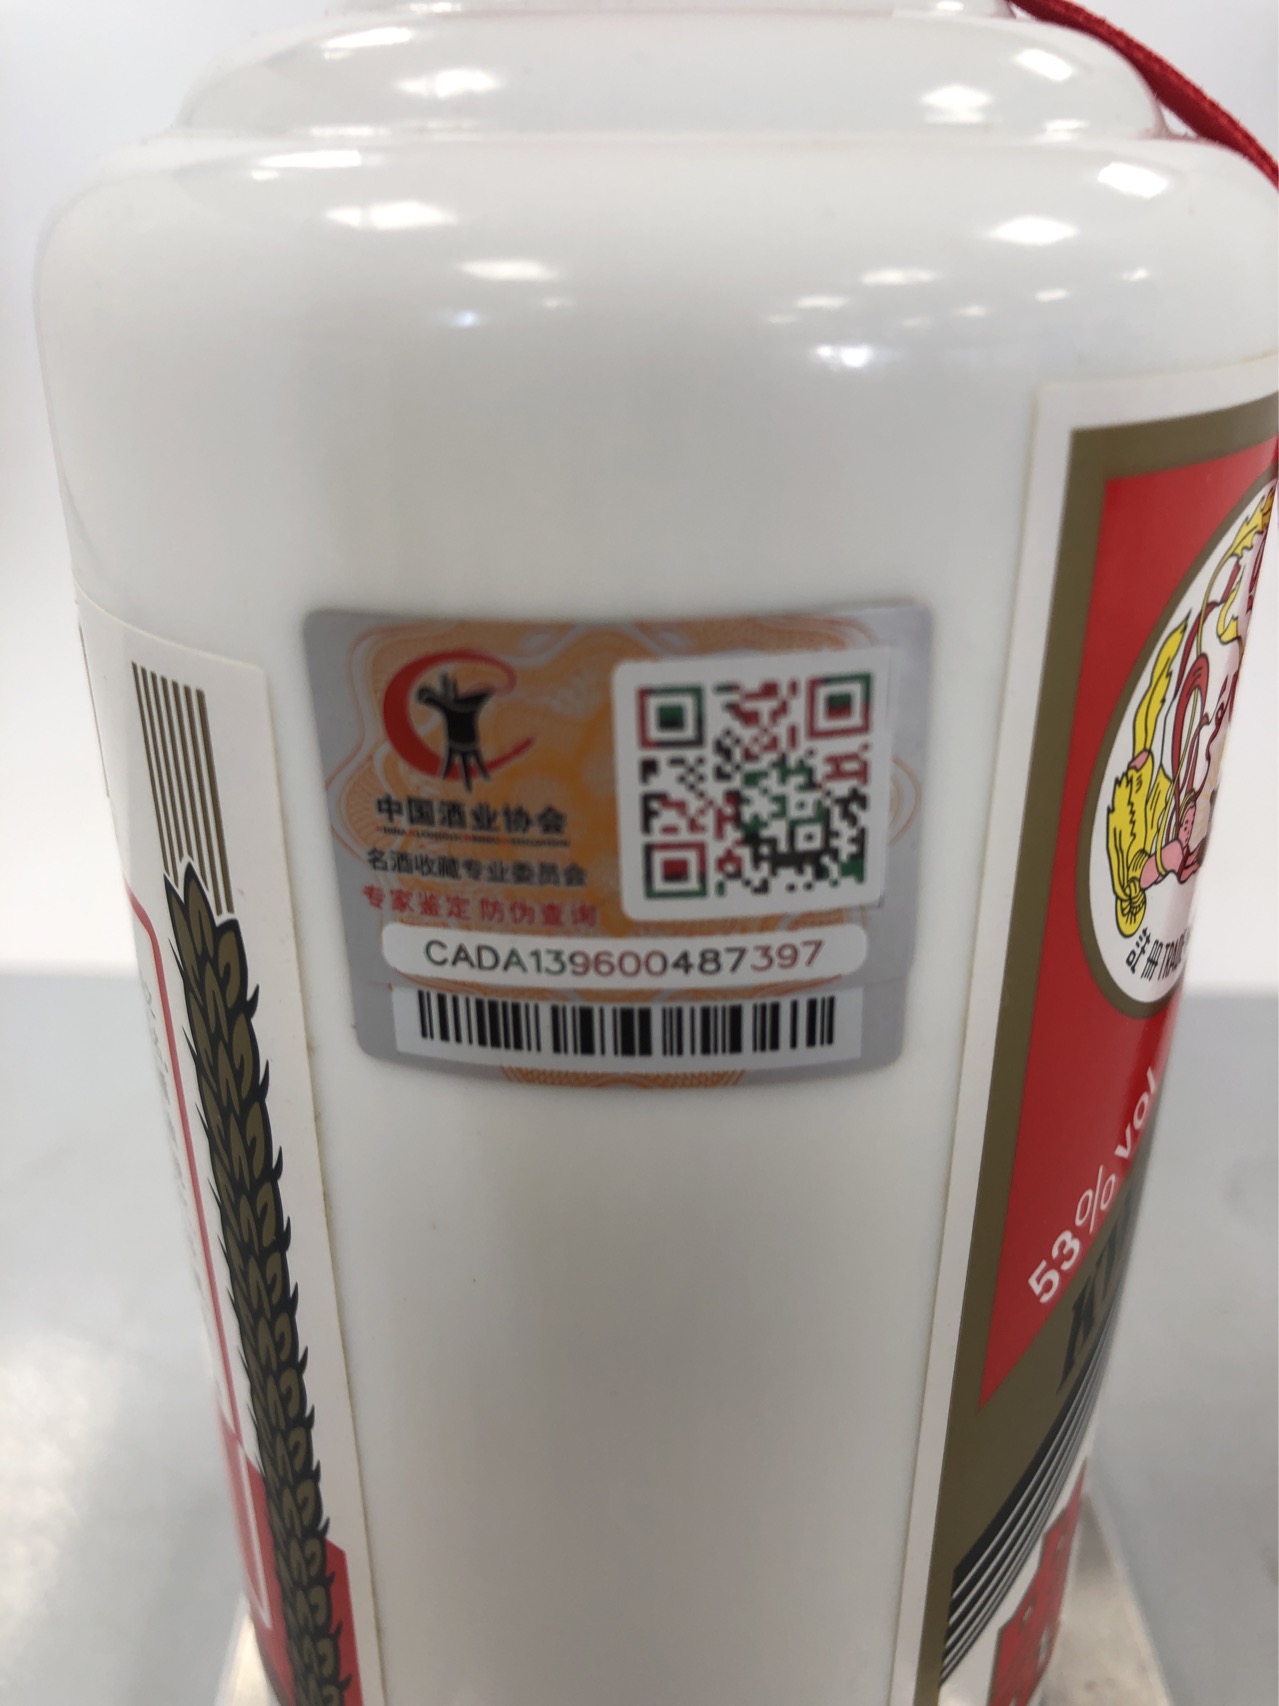 中国酒业协会
名酒收藏专业委员会
专家鉴定 防伪查询
CADA139600487397
53% vol